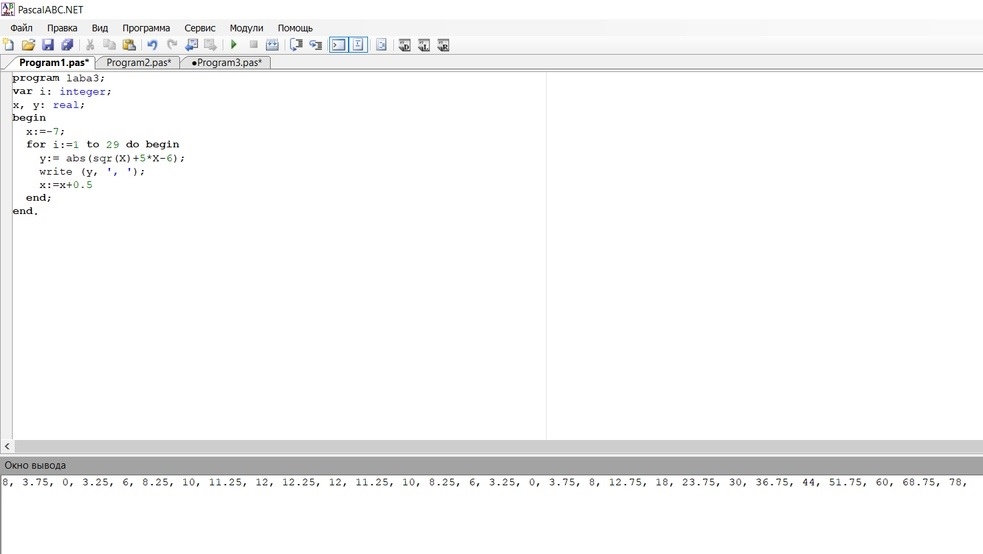 PascalABC.NET
Файл Правка Вид Программа Сервис Модули Помощь
Program1.pas* Program2.pas* ●Program3.pas*
program laba3;
var i: integer;
x, y: real;
begin
x:=-7;
for i:=1 to 29 do begin
y:= abs(sqr(X)+5*X-6);
write (y, ', ');
x:=x+0.5
end;
end.
Окно вывода
8, 3.75, 0, 3.25, 6, 8.25, 10, 11.25, 12, 12.25, 12, 11.25, 10, 8.25, 6, 3.25, 0, 3.75, 8, 12.75, 18, 23.75, 30, 36.75, 44, 51.75, 60, 68.75, 78,